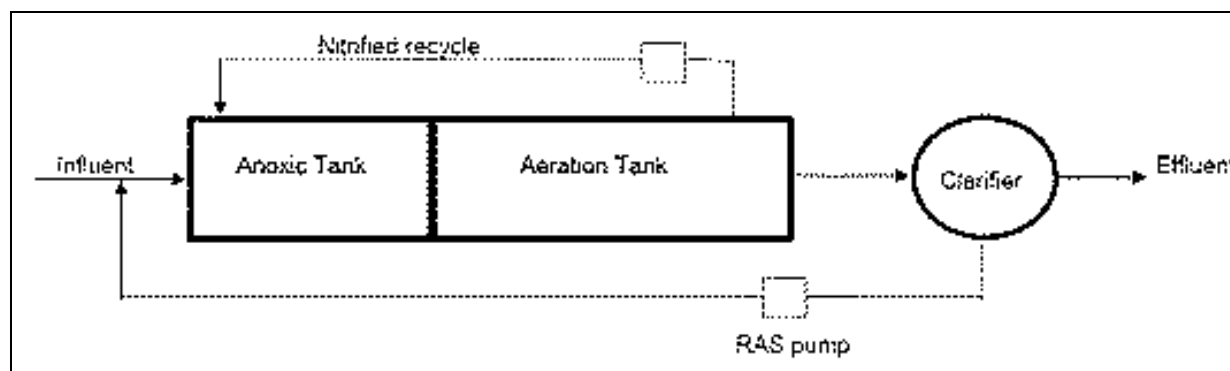 Nitrified recycle
Influent
Anoxic Tank
Aeration Tank
Clarifier
Effluent
RAS pump